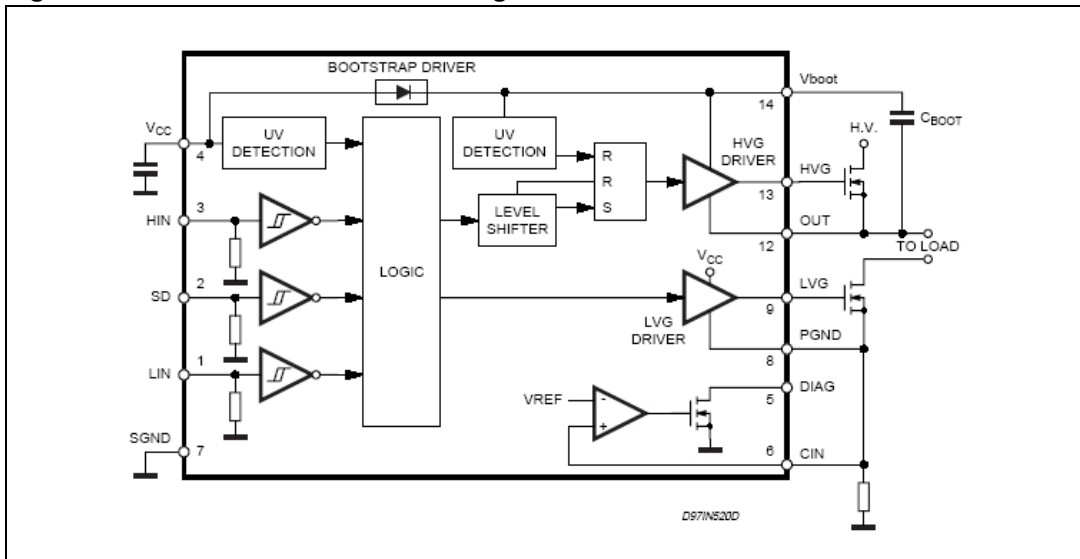 BOOTSTRAP DRIVER
Vboot
14
CBOOT
H.V.
VCC
4
UV
DETECTION
UV
DETECTION
R
R
S
HVG
DRIVER
HVG
13
HIN
3
LEVEL
SHIFTER
OUT
12
TO LOAD
LOGIC
VCC
SD
2
LVG
9
LVG
DRIVER
PGND
8
LIN
1
DIAG
5
VREF
-
+
SGND
7
CIN
6
D97IN520D